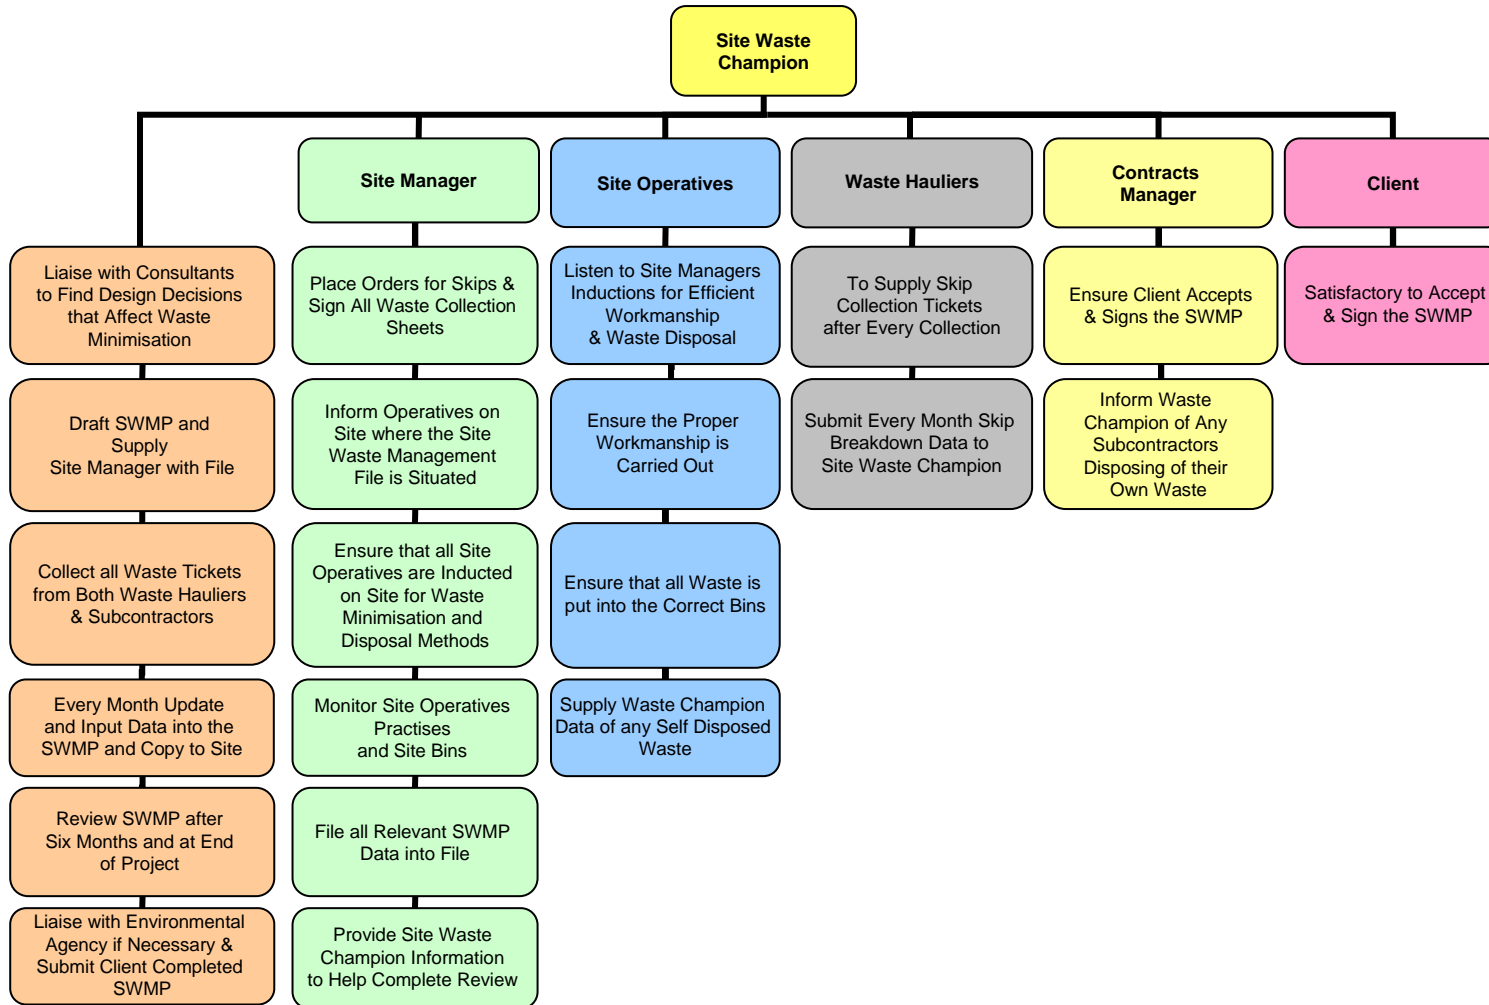 Site Waste
Champion
Site Manager
Site Operatives
Waste Hauliers
Contracts
Manager
Client
Liaise with Consultants
to Find Design Decisions
that Affect Waste
Minimisation
Draft SWMP and
Supply
Site Manager with File
Collect all Waste Tickets
from Both Waste Hauliers
& Subcontractors
Every Month Update
and Input Data into the
SWMP and Copy to Site
Review SWMP after
Six Months and at End
of Project
Liaise with Environmental
Agency if Necessary &
Submit Client Completed
SWMP
Place Orders for Skips &
Sign All Waste Collection
Sheets
Inform Operatives on
Site where the Site
Waste Management
File is Situated
Ensure that all Site
Operatives are Inducted
on Site for Waste
Minimisation and
Disposal Methods
Monitor Site Operatives
Practises
and Site Bins
File all Relevant SWMP
Data into File
Provide Site Waste
Champion Information
to Help Complete Review
Listen to Site Managers
Inductions for Efficient
Workmanship
& Waste Disposal
Ensure the Proper
Workmanship is
Carried Out
Ensure that all Waste is
put into the Correct Bins
Supply Waste Champion
Data of any Self Disposed
Waste
To Supply Skip
Collection Tickets
after Every Collection
Submit Every Month Skip
Breakdown Data to
Site Waste Champion
Ensure Client Accepts
& Signs the SWMP
Inform Waste
Champion of Any
Subcontractors
Disposing of their
Own Waste
Satisfactory to Accept
& Sign the SWMP